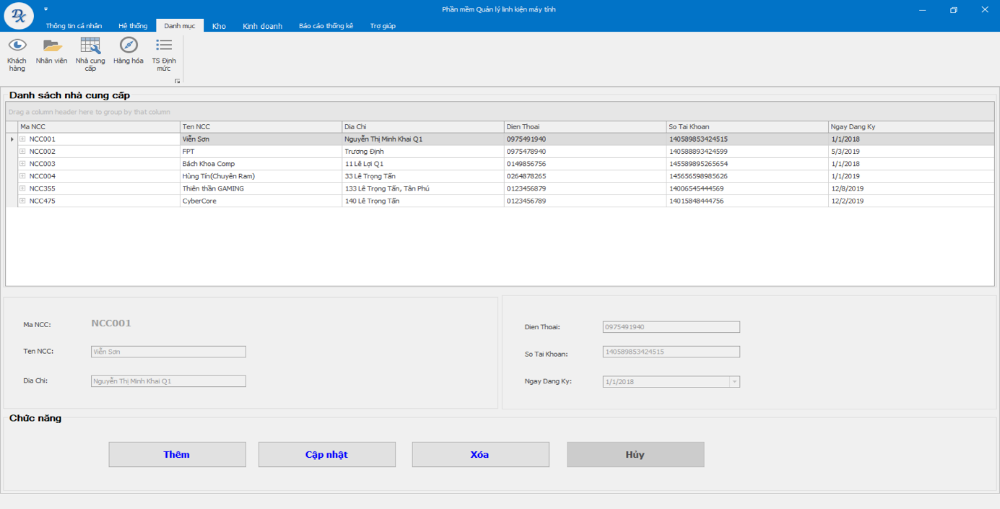 DX
Phần mềm Quản lý linh kiện máy tính
Thông tin cá nhân Hệ thống Danh mục Kho Kinh doanh Báo cáo thống kê Trợ giúp
Khách hàng Nhân viên Nhà cung cấp Hàng hóa TS Định mức
Danh sách nhà cung cấp
Drag a column header here to group by that column
Ma NCC Ten NCC Dia Chi Dien Thoai So Tai Khoan Ngay Dang Ky
NCC001 Viễn Sơn Nguyễn Thị Minh Khai Q1 0975491940 140589853424515 1/1/2018
NCC002 FPT Trương Định 0975478940 140588893424599 5/3/2019
NCC003 Bách Khoa Comp 11 Lê Lợi Q1 0149856756 145589895265654 1/1/2018
NCC004 Hùng Tín(Chuyên Ram) 33 Lê Trọng Tấn 0264878265 145656598985626 1/1/2019
NCC355 Thiên thần GAMING 133 Lê Trọng Tấn, Tân Phú 0123456879 14006545444569 12/8/2019
NCC475 CyberCore 140 Lê Trọng Tấn 0123456789 14015848444756 12/2/2019
Ma NCC: NCC001
Ten NCC: Viễn Sơn
Dia Chi: Nguyễn Thị Minh Khai Q1
Dien Thoai: 0975491940
So Tai Khoan: 140589853424515
Ngay Dang Ky: 1/1/2018
Chức năng
Thêm Cập nhật Xóa Hủy